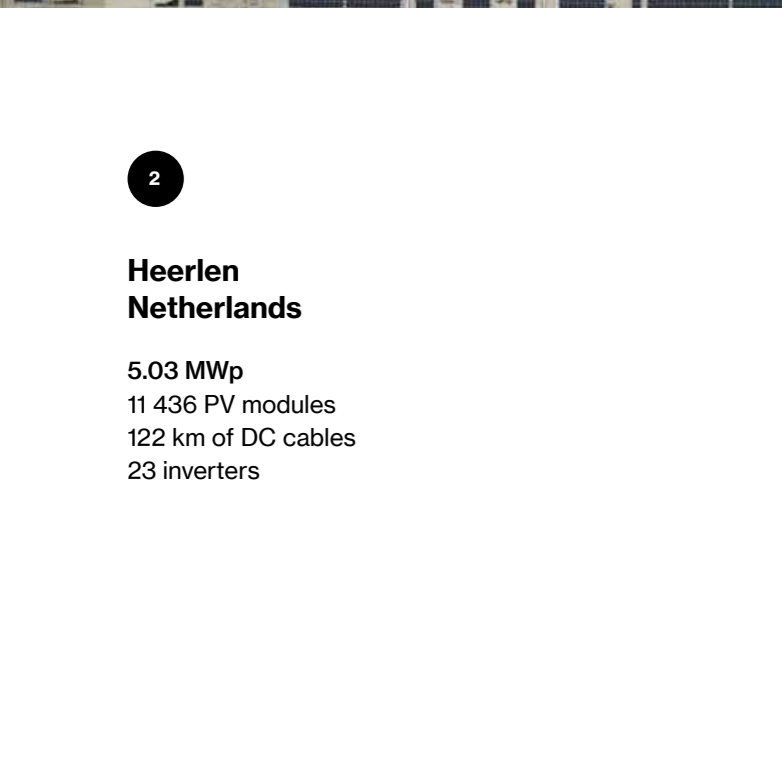 2
Heerlen
Netherlands
5.03 MWp
11 436 PV modules
122 km of DC cables
23 inverters